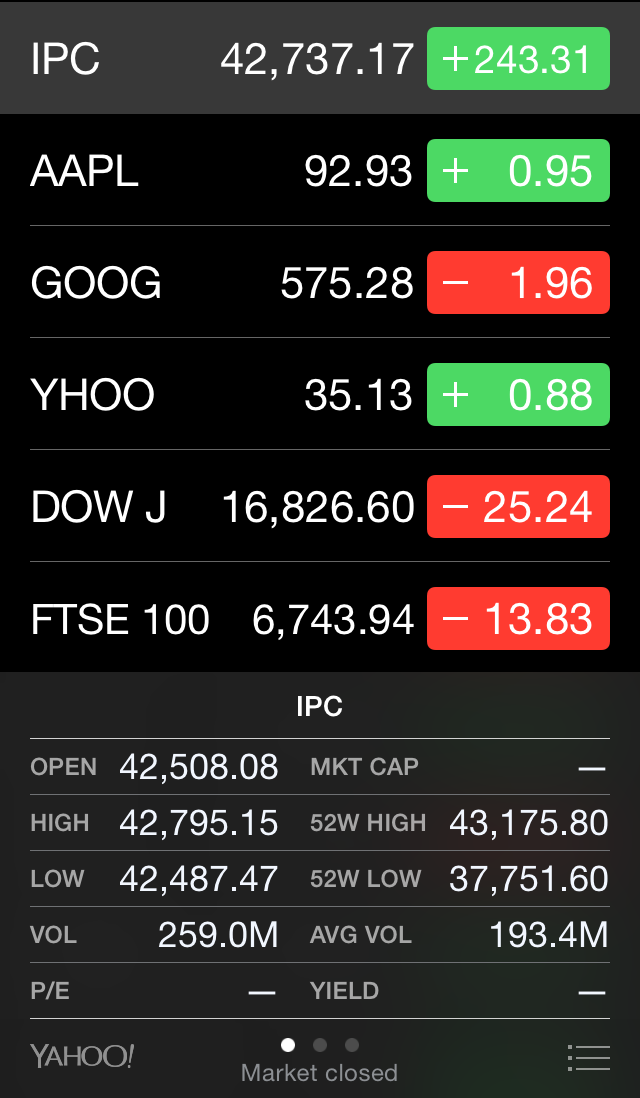 IPC 42,737.17 +243.31
AAPL 92.93 + 0.95
GOOG 575.28 − 1.96
YHOO 35.13 + 0.88
DOW J 16,826.60 − 25.24
FTSE 100 6,743.94 − 13.83
IPC
OPEN 42,508.08 MKT CAP —
HIGH 42,795.15 52W HIGH 43,175.80
LOW 42,487.47 52W LOW 37,751.60
VOL 259.0M AVG VOL 193.4M
P/E — YIELD —
YAHOO!
Market closed